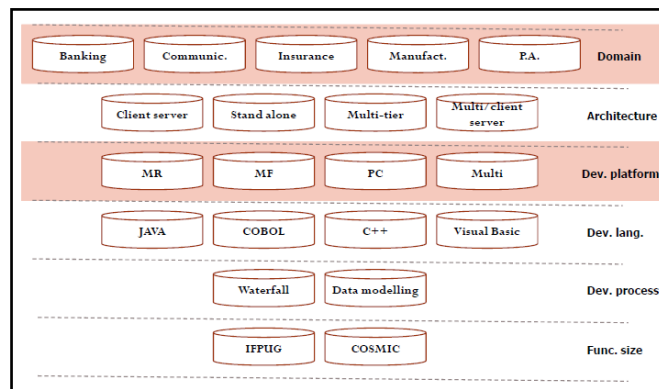 Banking Communic. Insurance Manufact. P.A. Domain
Client server Stand alone Multi-tier Multi/client server Architecture
MR MF PC Multi Dev. platform
JAVA COBOL C++ Visual Basic Dev. lang.
Waterfall Data modelling Dev. process
IFPUG COSMIC Func. size